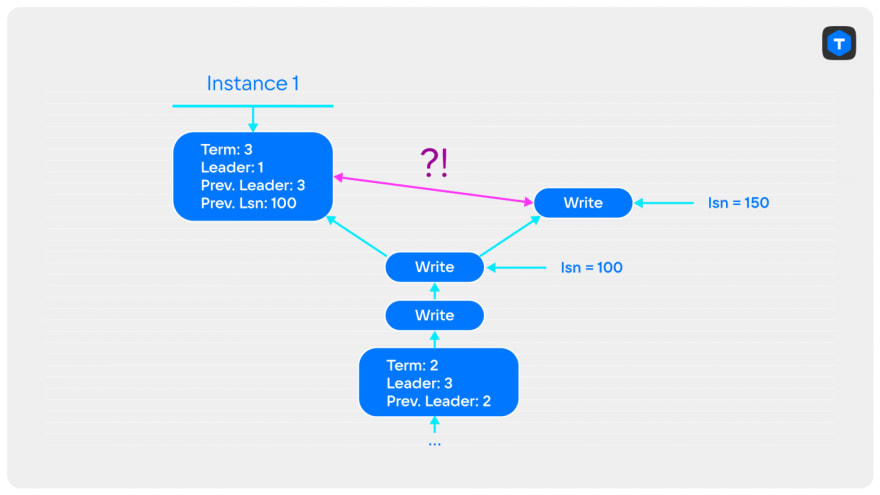 T
Instance 1
Term: 3
Leader: 1
Prev. Leader: 3
Prev. Lsn: 100
?!
Write
lsn = 150
Write
lsn = 100
Write
Term: 2
Leader: 3
Prev. Leader: 2
...